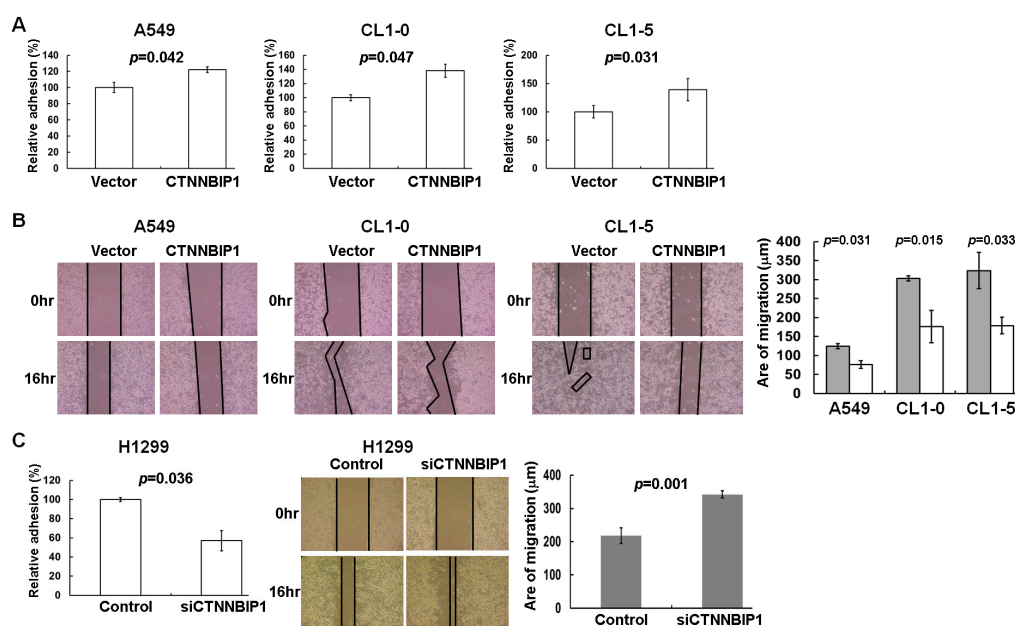 A
A549
CL1-0
CL1-5
Relative adhesion (%)
140
120
100
80
60
40
20
0
p=0.042
Vector
CTNNBIP1
Relative adhesion (%)
160
140
120
100
80
60
40
20
0
p=0.047
Vector
CTNNBIP1
Relative adhesion (%)
200
150
100
50
0
p=0.031
Vector
CTNNBIP1
B
A549
CL1-0
CL1-5
Vector
CTNNBIP1
Vector
CTNNBIP1
Vector
CTNNBIP1
0hr
0hr
0hr
16hr
16hr
16hr
Are of migration (μm)
400
350
300
250
200
150
100
50
0
p=0.031
p=0.015
p=0.033
A549
CL1-0
CL1-5
C
H1299
Relative adhesion (%)
120
100
80
60
40
20
0
p=0.036
Control
siCTNNBIP1
H1299
Control
siCTNNBIP1
0hr
16hr
Are of migration (μm)
400
300
200
100
0
p=0.001
Control
siCTNNBIP1